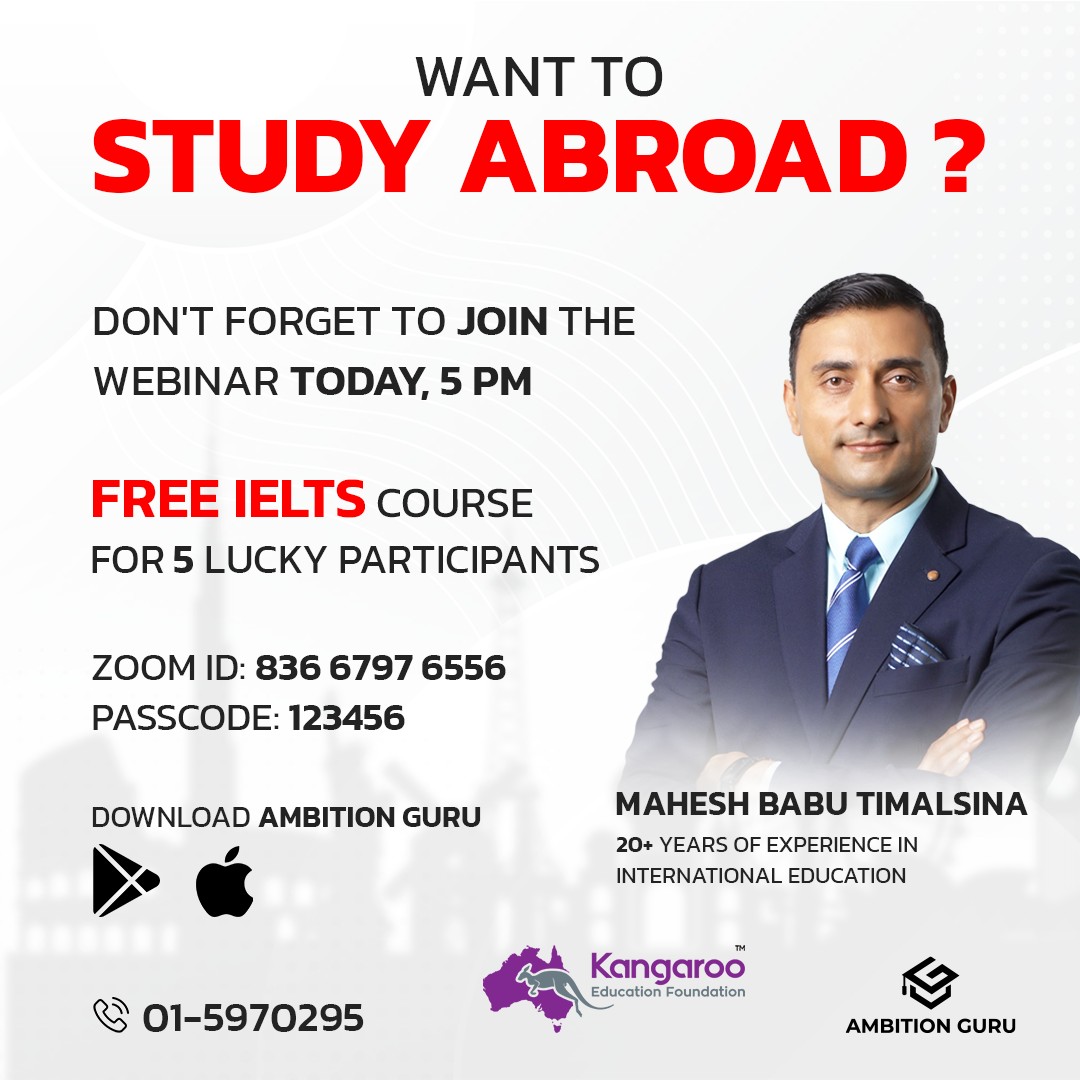 WANT TO
STUDY ABROAD ?
DON'T FORGET TO JOIN THE
WEBINAR TODAY, 5 PM
FREE IELTS COURSE
FOR 5 LUCKY PARTICIPANTS
ZOOM ID: 836 6797 6556
PASSCODE: 123456
DOWNLOAD AMBITION GURU
MAHESH BABU TIMALSINA
20+ YEARS OF EXPERIENCE IN
INTERNATIONAL EDUCATION
01-5970295
Kangaroo™
Education Foundation
AMBITION GURU